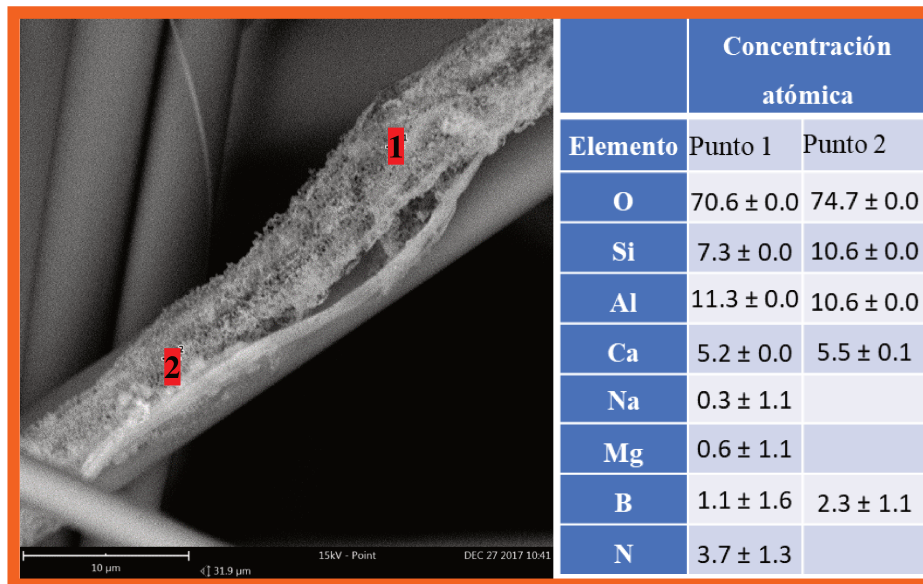 1
2
10 µm
31.9 µm
15kV - Point
DEC 27 2017 10:41
Concentración
atómica
Elemento Punto 1 Punto 2
O 70.6 ± 0.0 74.7 ± 0.0
Si 7.3 ± 0.0 10.6 ± 0.0
Al 11.3 ± 0.0 10.6 ± 0.0
Ca 5.2 ± 0.0 5.5 ± 0.1
Na 0.3 ± 1.1
Mg 0.6 ± 1.1
B 1.1 ± 1.6 2.3 ± 1.1
N 3.7 ± 1.3